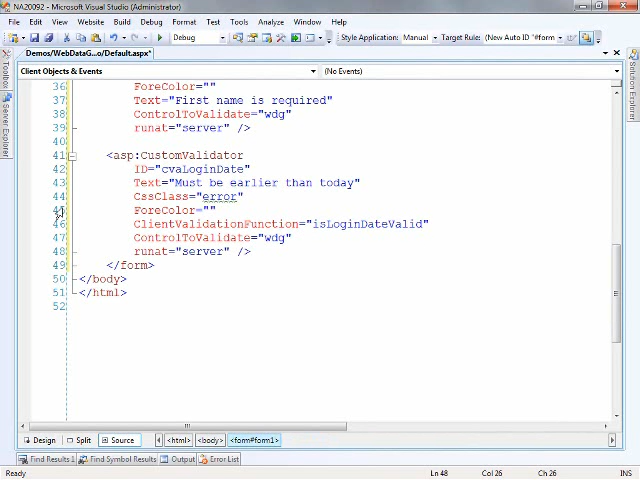 NA20092 - Microsoft Visual Studio
File Edit View Website Build Debug Format Tools Test Analyze Window Help
Debug Style Application: Manual Target Rule: (New Auto ID "#form
Demos/WebDataG...o/Default.aspx*
Client Objects & Events (No Events)
Toolbox
Server Explorer
Solution Explorer
36 ForeColor=""
37 Text="First name is required"
38 ControlToValidate="wdg"
39 runat="server" />
40
41 <asp:CustomValidator
42 ID="cvaLoginDate"
43 Text="Must be earlier than today"
44 CssClass="error"
45 ForeColor=""
46 ClientValidationFunction="isLoginDateValid"
47 ControlToValidate="wdg"
48 runat="server" />
49 </form>
50 </body>
51 </html>
52
Design Split Source <html> <body> <form#form1>
Find Results 1 Find Symbol Results Output Error List
Ready Ln 48 Col 26 Ch 26 INS